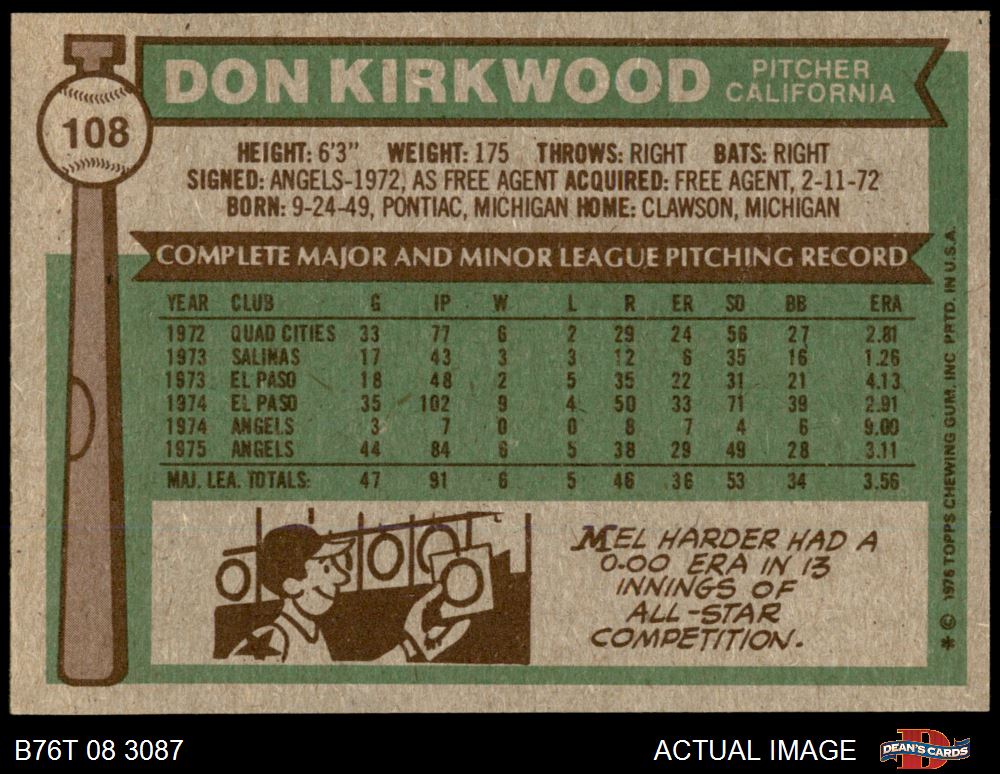 DON KIRKWOOD
PITCHER
CALIFORNIA
108
HEIGHT: 6'3" WEIGHT: 175 THROWS: RIGHT BATS: RIGHT
SIGNED: ANGELS-1972, AS FREE AGENT ACQUIRED: FREE AGENT, 2-11-72
BORN: 9-24-49, PONTIAC, MICHIGAN HOME: CLAWSON, MICHIGAN
COMPLETE MAJOR AND MINOR LEAGUE PITCHING RECORD
YEAR CLUB G IP W L R ER SO BB ERA
1972 QUAD CITIES 33 77 6 2 29 24 56 27 2.81
1973 SALINAS 17 43 3 3 12 6 35 16 1.26
1973 EL PASO 18 48 2 5 35 22 31 21 4.13
1974 EL PASO 35 102 9 4 50 33 71 39 2.91
1974 ANGELS 3 7 0 0 8 7 4 6 9.00
1975 ANGELS 44 84 6 5 38 29 49 28 3.11
MAJ. LEA. TOTALS: 47 91 6 5 46 36 53 34 3.56
MEL HARDER HAD A
0.00 ERA IN 13
INNINGS OF
ALL-STAR
COMPETITION.
* © 1976 TOPPS CHEWING GUM, INC PRTD. IN U.S.A.
B76T 08 3087
ACTUAL IMAGE
DEAN'S CARDS